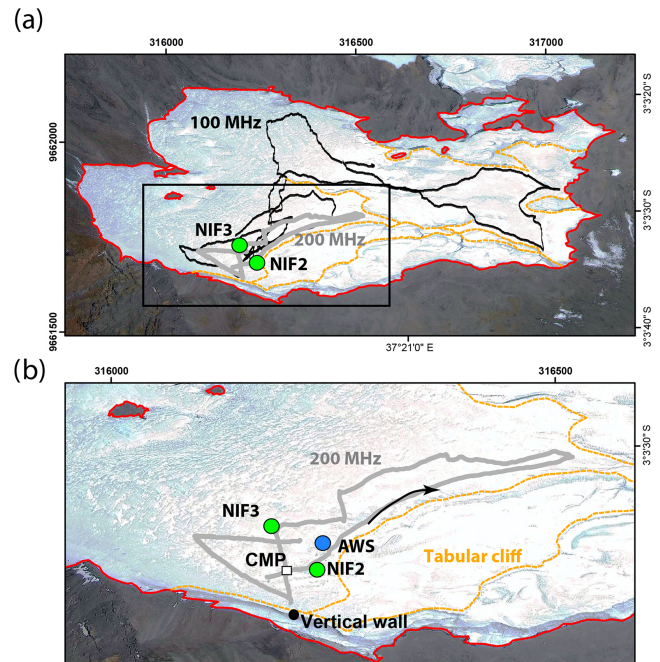 (a)
316000
316500
317000
3°3'20" S
9662000
100 MHz
3°3'30" S
NIF3
200 MHz
NIF2
9661500
3°3'40" S
37°21'0" E
(b)
316000
316500
3°3'30" S
200 MHz
NIF3
AWS
CMP
NIF2
Tabular cliff
Vertical wall